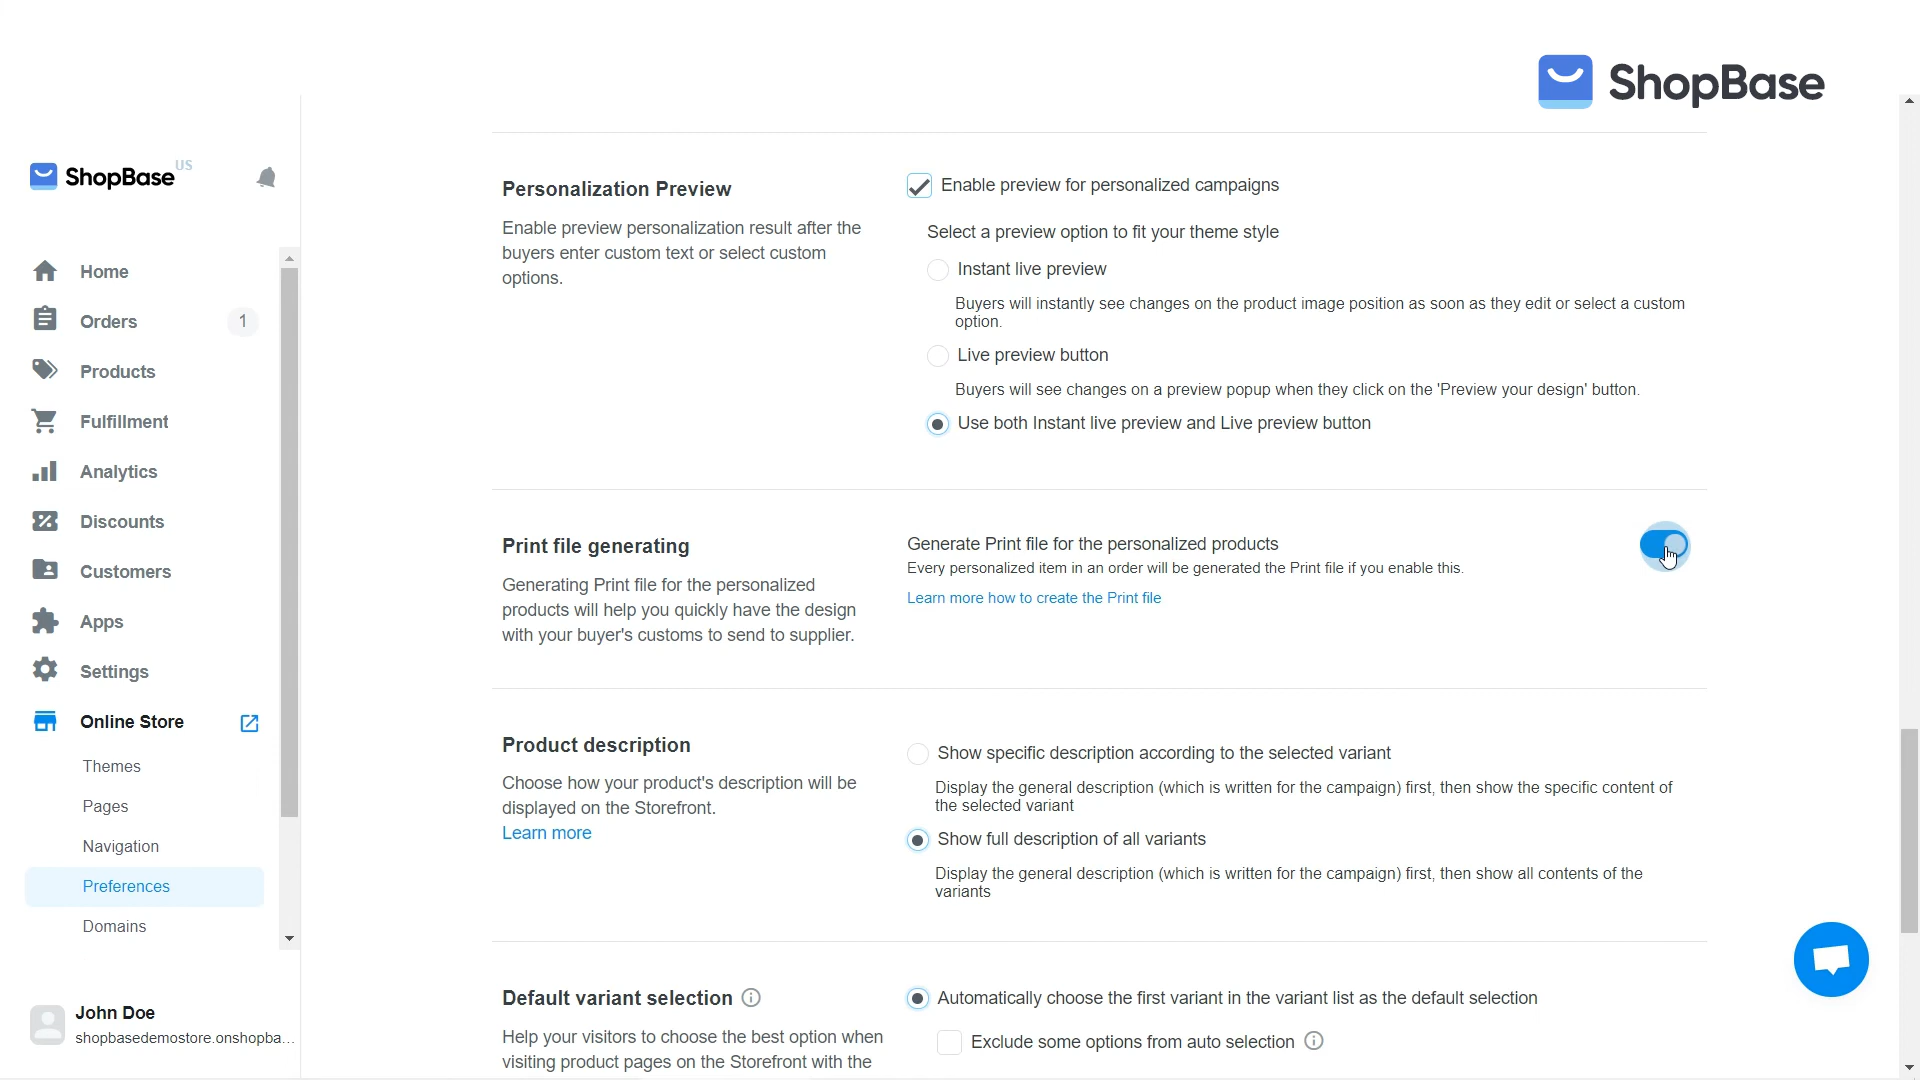 ShopBase
ShopBase US
Home
Orders 1
Products
Fulfillment
Analytics
Discounts
Customers
Apps
Settings
Online Store
Themes
Pages
Navigation
Preferences
Domains
John Doe
shopbasedemostore.onshopba...
Personalization Preview
Enable preview personalization result after the
buyers enter custom text or select custom
options.
Enable preview for personalized campaigns
Select a preview option to fit your theme style
Instant live preview
Buyers will instantly see changes on the product image position as soon as they edit or select a custom
option.
Live preview button
Buyers will see changes on a preview popup when they click on the 'Preview your design' button.
Use both Instant live preview and Live preview button
Print file generating
Generating Print file for the personalized
products will help you quickly have the design
with your buyer's customs to send to supplier.
Generate Print file for the personalized products
Every personalized item in an order will be generated the Print file if you enable this.
Learn more how to create the Print file
Product description
Choose how your product's description will be
displayed on the Storefront.
Learn more
Show specific description according to the selected variant
Display the general description (which is written for the campaign) first, then show the specific content of
the selected variant
Show full description of all variants
Display the general description (which is written for the campaign) first, then show all contents of the
variants
Default variant selection
Help your visitors to choose the best option when
visiting product pages on the Storefront with the
Automatically choose the first variant in the variant list as the default selection
Exclude some options from auto selection